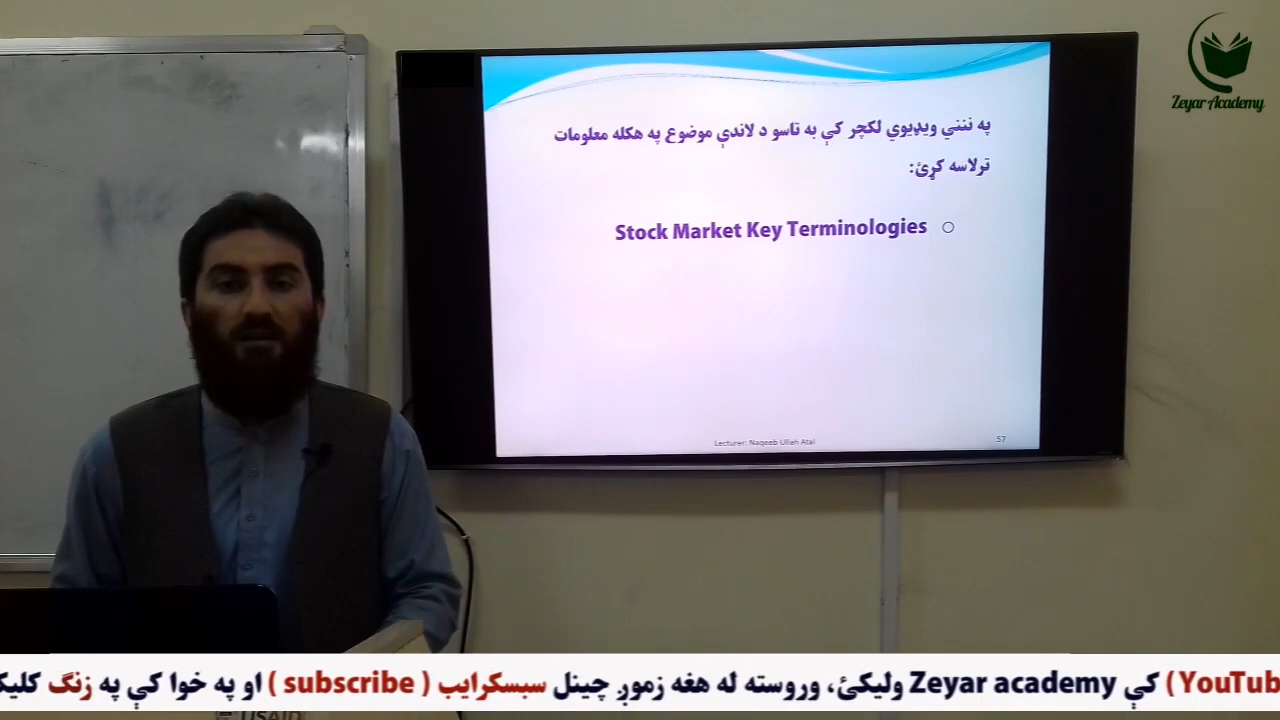 Zeyar Academy
په نننۍ ویډیويي لکچر کې به تاسو د لاندې موضوع په هکله معلومات
ترلاسه کړئ:
○ Stock Market Key Terminologies
Lecturer: Naqeeb Ullah Atal
57
YouTub ) کې Zeyar academy ولیکئ، وروسته له هغه زموږ چینل سبسکرایب ( subscribe ) او په خوا کې په زنګ کلیک
USAID